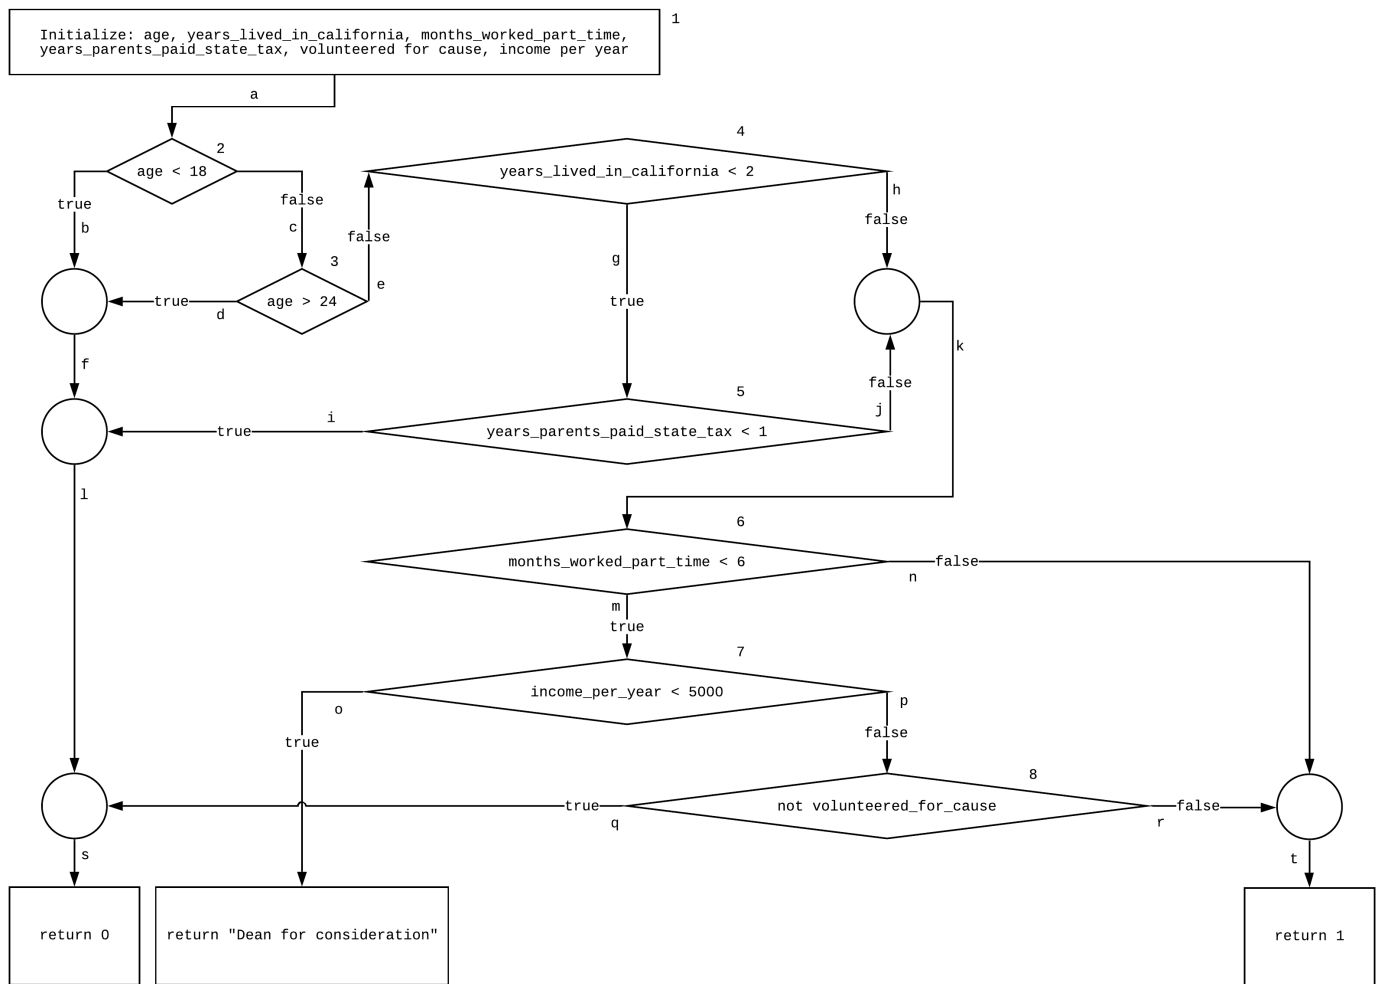 1
Initialize: age, years_lived_in_california, months_worked_part_time,
years_parents_paid_state_tax, volunteered for cause, income per year
a
4
2
age < 18
years_lived_in_california < 2
h
true
false
false
b
c
false
g
3
e
true
age > 24
true
d
k
f
false
5
j
i
true
years_parents_paid_state_tax < 1
l
6
months_worked_part_time < 6
false
n
m
true
7
income_per_year < 5000
p
o
false
true
8
true
not volunteered_for_cause
false
q
r
s
t
return 0
return "Dean for consideration"
return 1